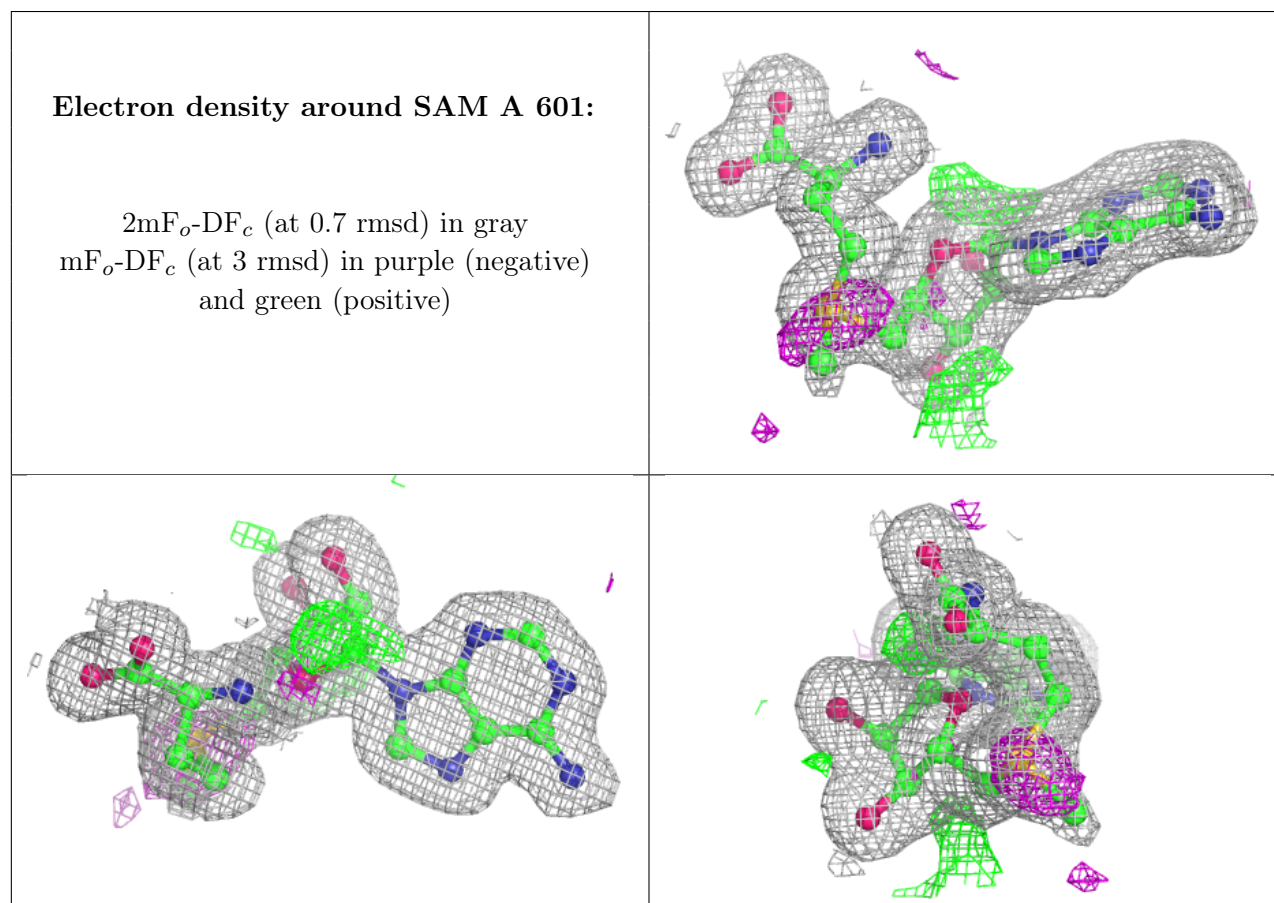 Electron density around SAM A 601:
2mFₒ-DF𝒸 (at 0.7 rmsd) in gray
mFₒ-DF𝒸 (at 3 rmsd) in purple (negative)
and green (positive)